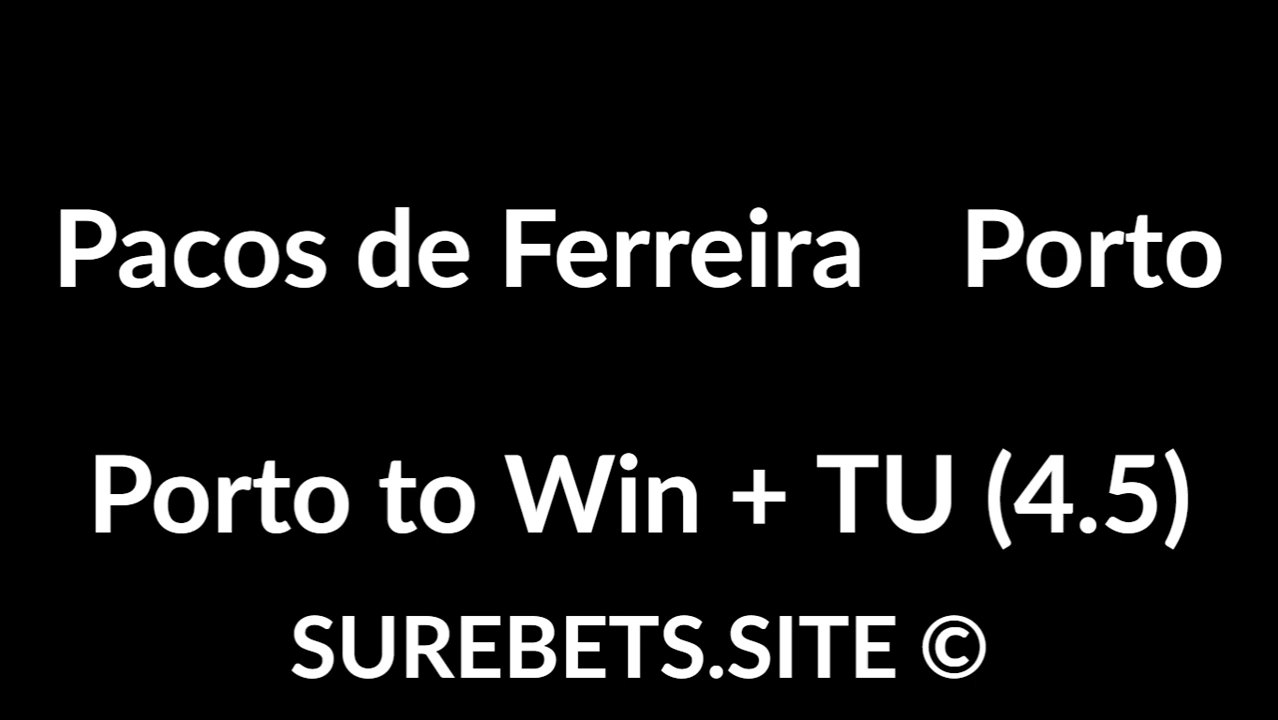 Pacos de Ferreira Porto
Porto to Win + TU (4.5)
SUREBETS.SITE ©